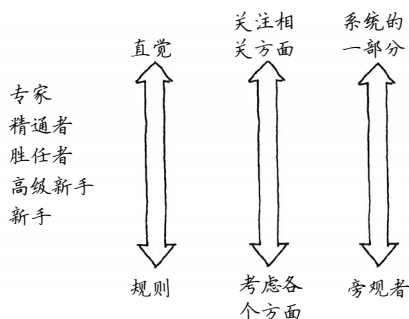 直觉
关注相
关方面
系统的
一部分
专家
精通者
胜任者
高级新手
新手
规则
考虑各
个方面
旁观者